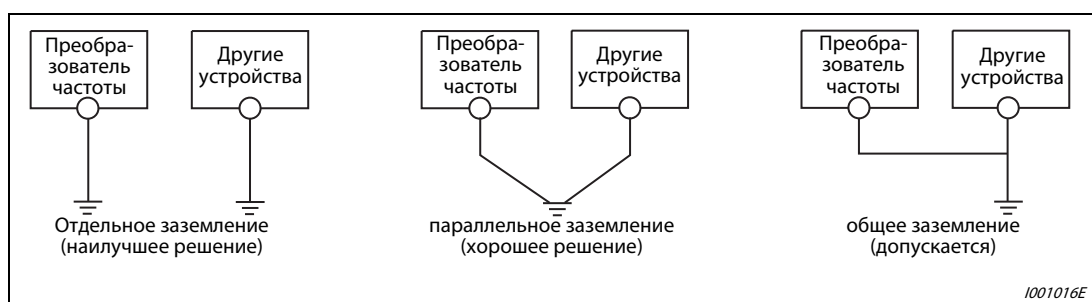 Преобра-
зователь
частоты
Другие
устройства
Преобра-
зователь
частоты
Другие
устройства
Преобра-
зователь
частоты
Другие
устройства
Отдельное заземление
(наилучшее решение)
параллельное заземление
(хорошее решение)
общее заземление
(допускается)
I001016E